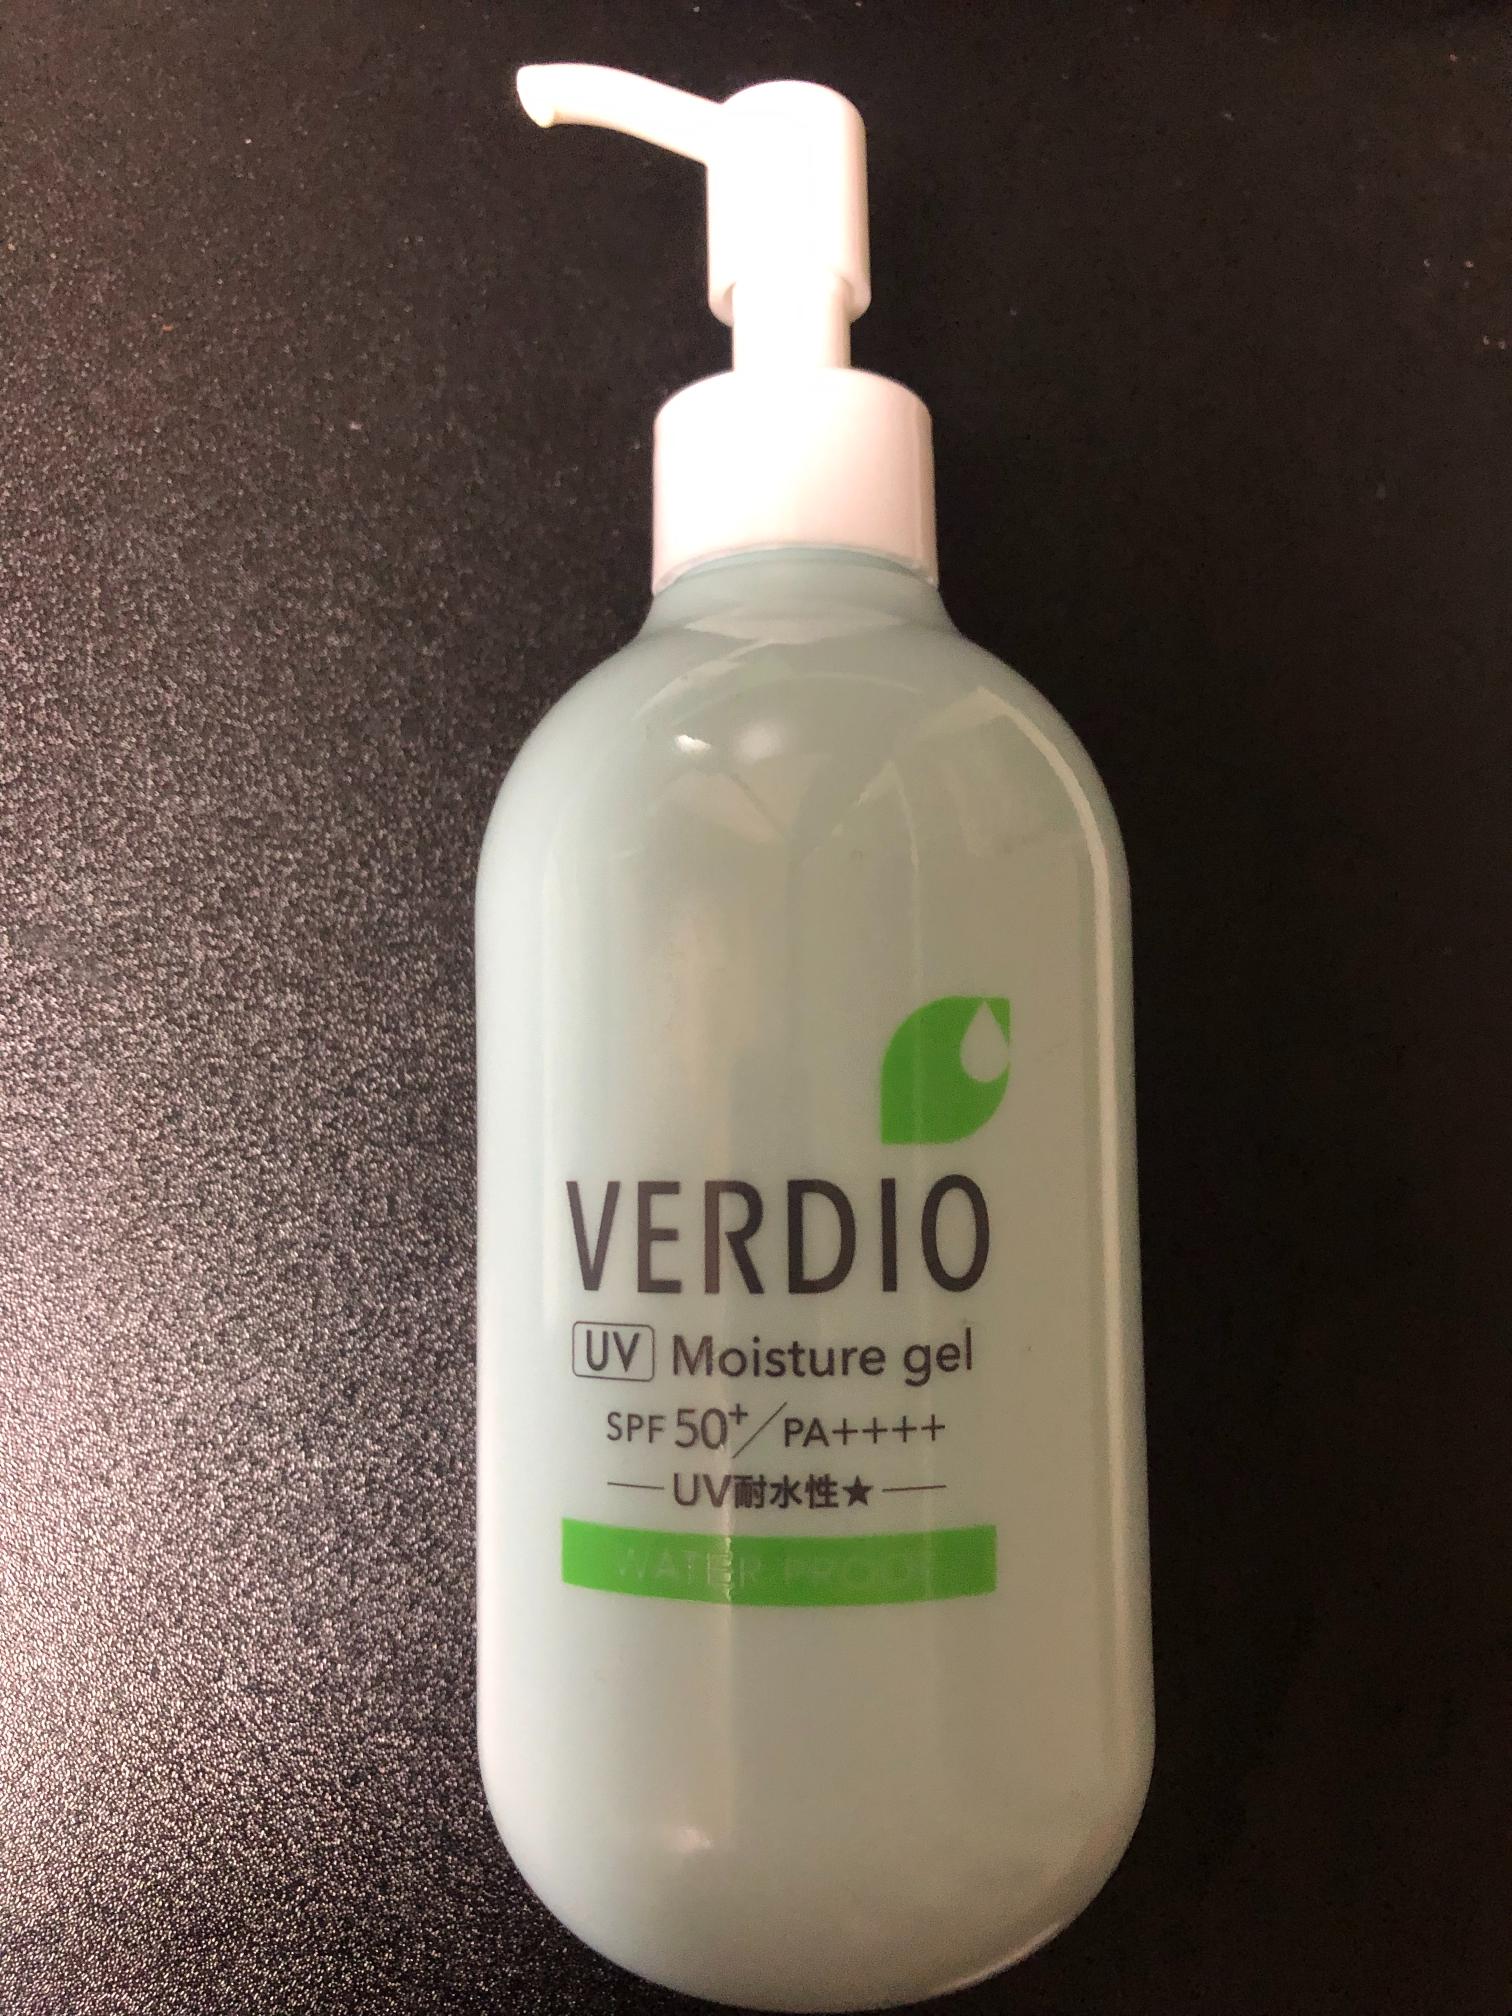 VERDIO
UV Moisture gel
SPF 50+/PA++++
UV耐水性★
WATER PROOF